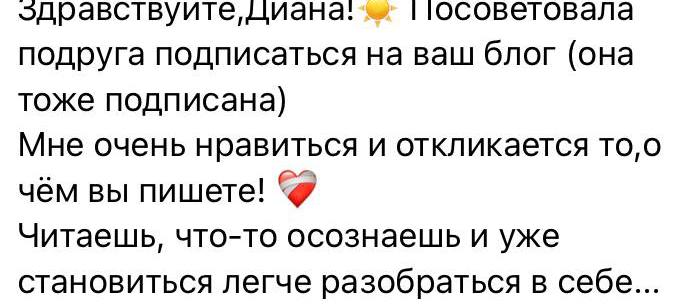 Здравствуйте,Диана!☀️ Посоветовала
подруга подписаться на ваш блог (она
тоже подписана)
Мне очень нравиться и откликается то,о
чём вы пишете! ❤️‍🩹
Читаешь, что-то осознаешь и уже
становиться легче разобраться в себе...